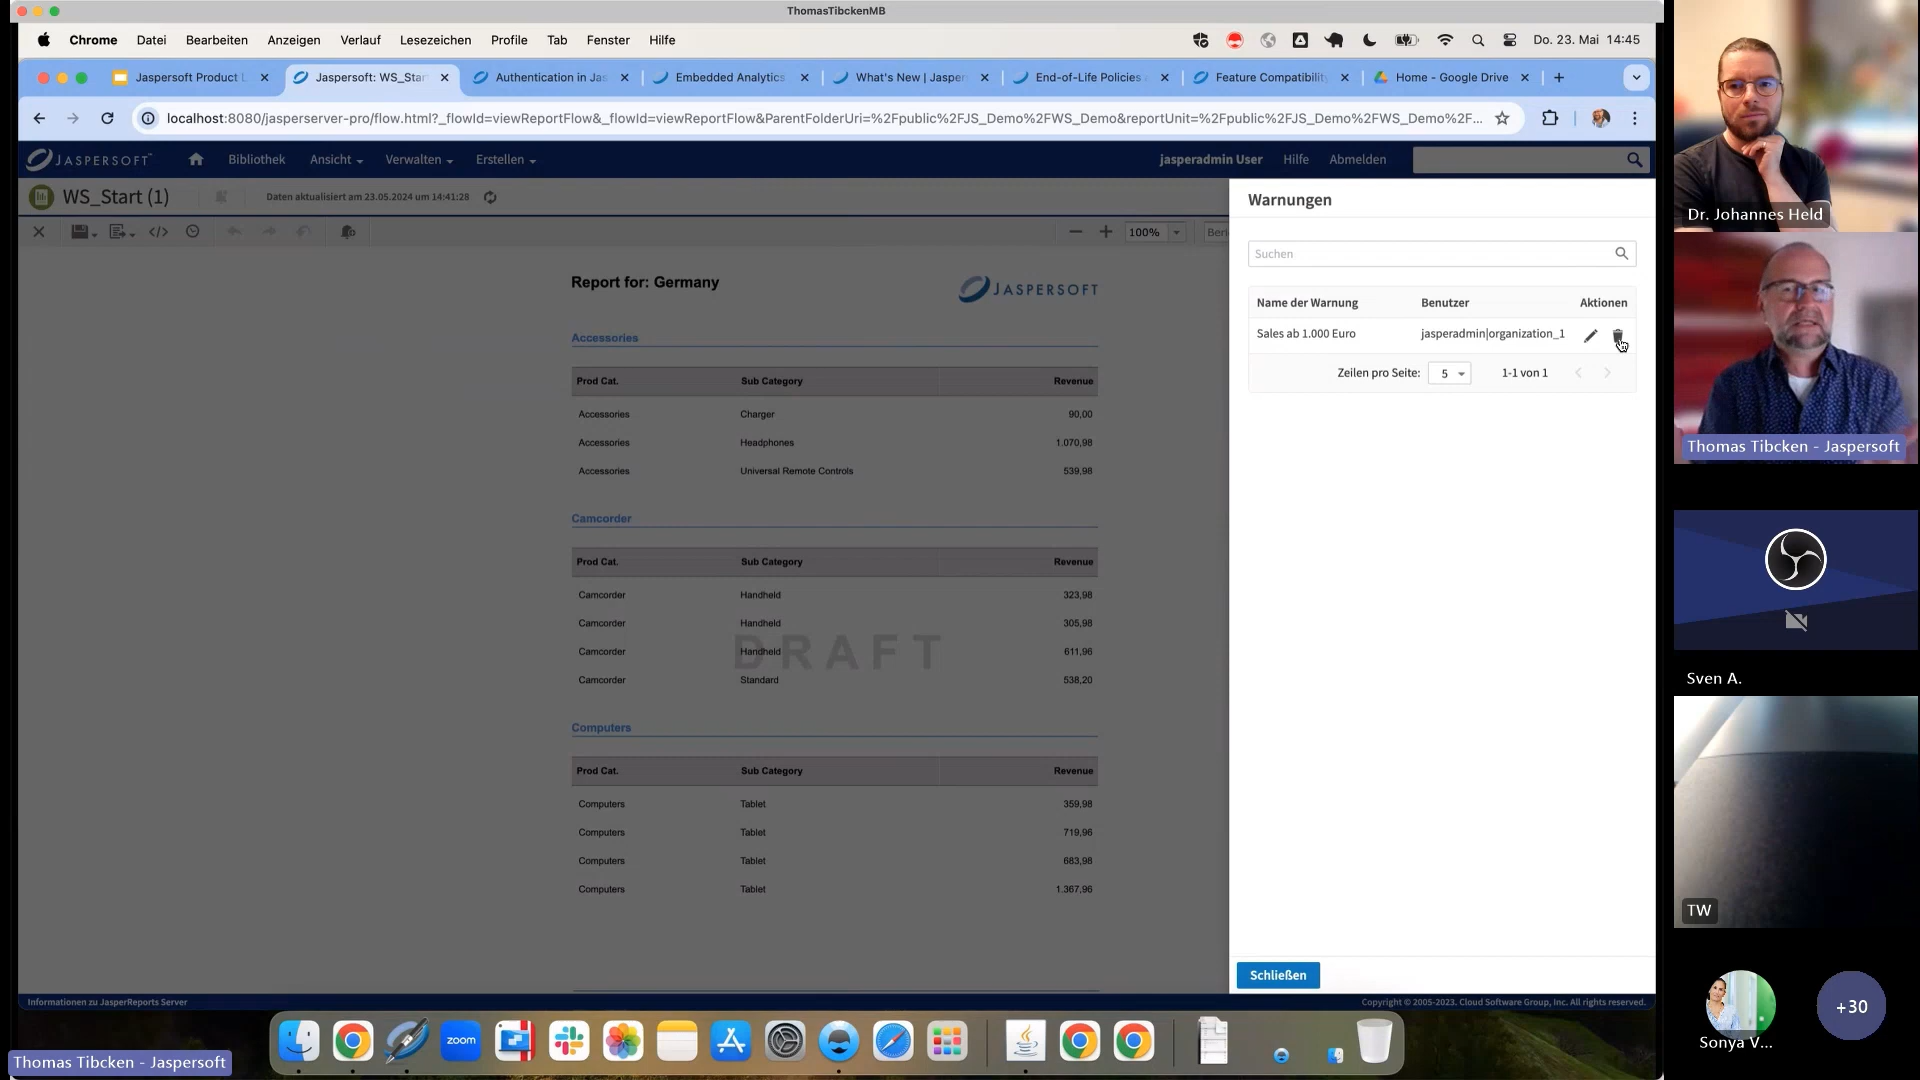 ThomasTibckenMB
Chrome Datei Bearbeiten Anzeigen Verlauf Lesezeichen Profile Tab Fenster Hilfe Do. 23. Mai 14:45
Jaspersoft Product Jaspersoft: WS_Star Authentication in Jas Embedded Analytics What's New | Jasper End-of-Life Policies Feature Compatibility Home - Google Drive
localhost:8080/jasperserver-pro/flow.html?_flowId=viewReportFlow&_flowId=viewReportFlow&ParentFolderUri=%2Fpublic%2FJS_Demo%2FWS_Demo&reportUnit=%2Fpublic%2FJS_Demo%2FWS_Demo%2F...
JASPERSOFT Bibliothek Ansicht Verwalten Erstellen jasperadmin User Hilfe Abmelden
WS_Start (1) Daten aktualisiert am 23.05.2024 um 14:41:28
100% Beri
Report for: Germany
JASPERSOFT
Accessories
Prod Cat. Sub Category Revenue
Accessories Charger 90,00
Accessories Headphones 1.070,98
Accessories Universal Remote Controls 539,98
Camcorder
Prod Cat. Sub Category Revenue
Camcorder Handheld 323,98
Camcorder Handheld 305,98
Camcorder Handheld 611,96
Camcorder Standard 538,20
DRAFT
Computers
Prod Cat. Sub Category Revenue
Computers Tablet 359,98
Computers Tablet 719,96
Computers Tablet 683,98
Computers Tablet 1.367,96
Warnungen
Suchen
Name der Warnung Benutzer Aktionen
Sales ab 1.000 Euro jasperadmin|organization_1
Zeilen pro Seite: 5 1-1 von 1
Schließen
Informationen zu JasperReports Server Copyright © 2005-2023. Cloud Software Group, Inc. All rights reserved.
zoom
Thomas Tibcken - Jaspersoft
Dr. Johannes Held
Thomas Tibcken - Jaspersoft
Sven A.
TW
Sonya V...
+30